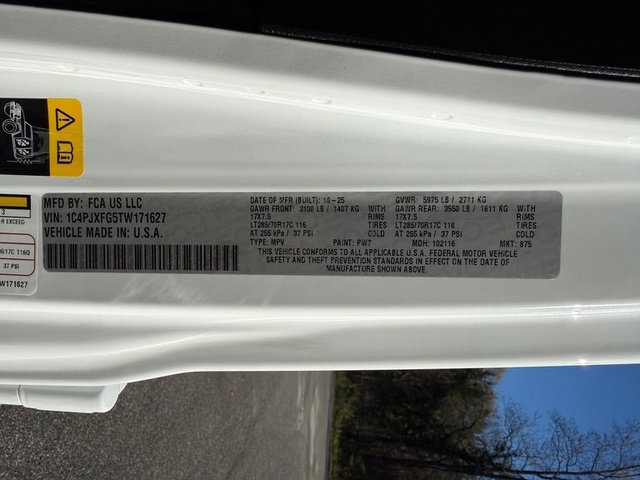 MFD BY: FCA US LLC
VIN: 1C4PJXFG5TW171627
VEHICLE MADE IN: U.S.A.
DATE OF MFR (BUILT): 10-25
GAWR FRONT: 3100 LB / 1407 KG WITH
17X7.5 RIMS
LT285/70R17C 116 TIRES
AT 255 kPa / 37 PSI COLD
GVWR: 5975 LB / 2711 KG
GAWR REAR: 3550 LB / 1611 KG WITH
17X7.5 RIMS
LT285/70R17C 116 TIRES
AT 255 kPa / 37 PSI COLD
TYPE: MPV PAINT: PW7 MDH: 102116 MKT: 875
THIS VEHICLE CONFORMS TO ALL APPLICABLE U.S.A. FEDERAL MOTOR VEHICLE
SAFETY AND THEFT PREVENTION STANDARDS IN EFFECT ON THE DATE OF
MANUFACTURE SHOWN ABOVE.
EXCEED
70R17C 116Q
37 PSI
W171627